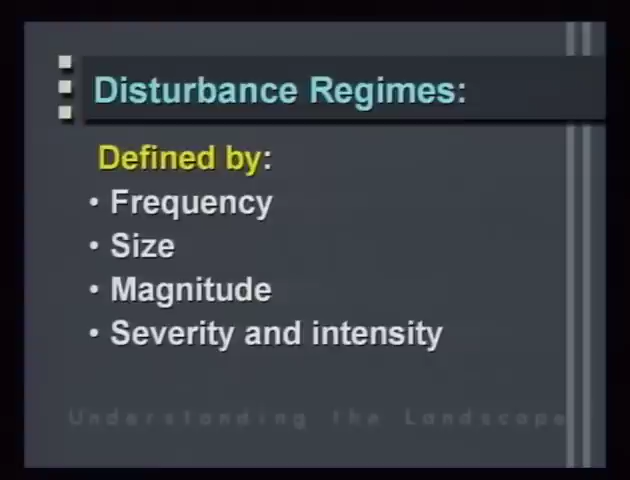 Disturbance Regimes:
Defined by:
• Frequency
• Size
• Magnitude
• Severity and intensity
Understanding the Landscape